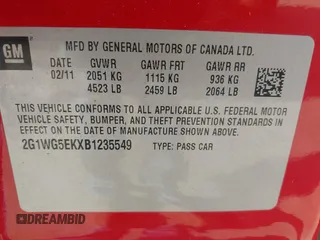 GM
MFD BY GENERAL MOTORS OF CANADA LTD.
DATE GVWR GAWR FRT GAWR RR
02/11 2051 KG 1115 KG 936 KG
4523 LB 2459 LB 2064 LB
THIS VEHICLE CONFORMS TO ALL APPLICABLE U.S. FEDERAL MOTOR
VEHICLE SAFETY, BUMPER, AND THEFT PREVENTION STANDARDS IN
EFFECT ON THE DATE OF MANUFACTURE SHOWN ABOVE.
2G1WG5EKXB1235549 TYPE: PASS CAR
DREAMBID